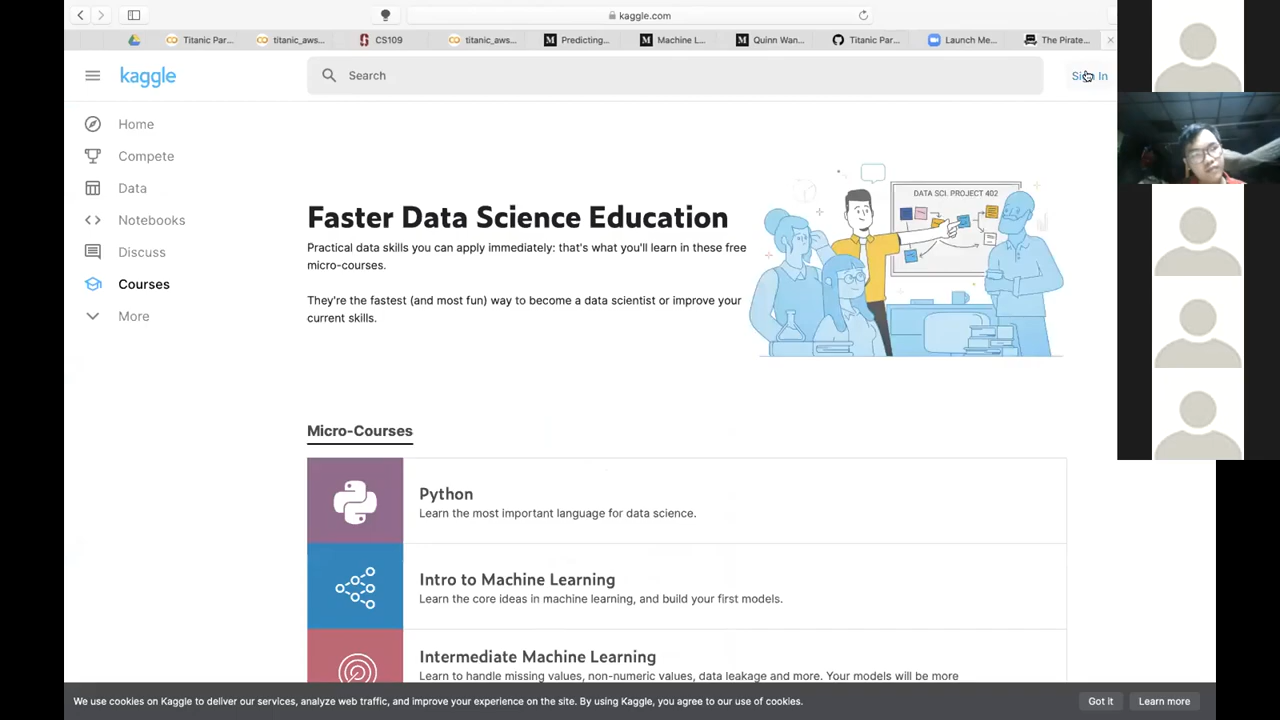 kaggle.com
Titanic Par...
titanic_aws...
CS109
titanic_aws...
Predicting...
Machine L...
Quinn Wan...
Titanic Par...
Launch Me...
The Pirate...
kaggle
Search
Sign In
Home
Compete
Data
Notebooks
Discuss
Courses
More
Faster Data Science Education
Practical data skills you can apply immediately: that's what you'll learn in these free
micro-courses.
They're the fastest (and most fun) way to become a data scientist or improve your
current skills.
DATA SCI. PROJECT 402
Micro-Courses
Python
Learn the most important language for data science.
Intro to Machine Learning
Learn the core ideas in machine learning, and build your first models.
Intermediate Machine Learning
Learn to handle missing values, non-numeric values, data leakage and more. Your models will be more
We use cookies on Kaggle to deliver our services, analyze web traffic, and improve your experience on the site. By using Kaggle, you agree to our use of cookies.
Got it
Learn more